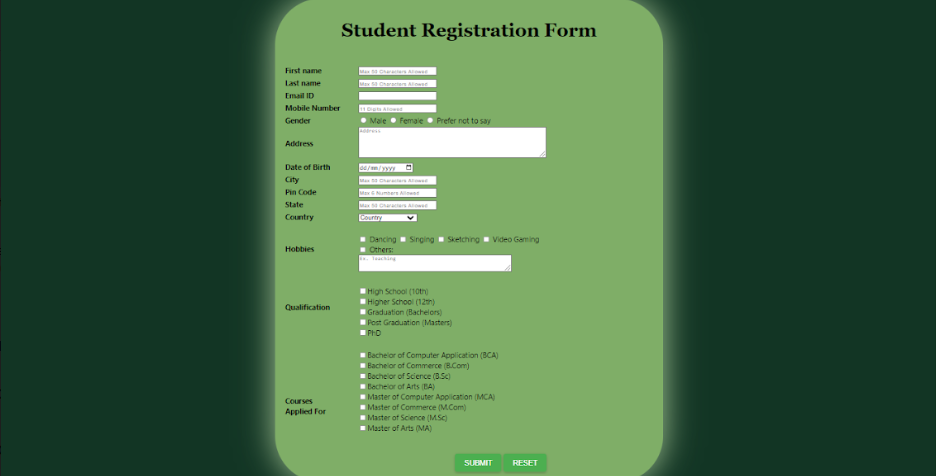 Student Registration Form
First name Max 50 Characters Allowed
Last name Max 50 Characters Allowed
Email ID
Mobile Number 11 Digits Allowed
Gender Male Female Prefer not to say
Address Address
Date of Birth dd/mm/yyyy
City Max 50 Characters Allowed
Pin Code Max 6 Numbers Allowed
State Max 50 Characters Allowed
Country Country
Hobbies Dancing Singing Sketching Video Gaming
Others:
Ex. Teaching
Qualification
High School (10th)
Higher School (12th)
Graduation (Bachelors)
Post Graduation (Masters)
PhD
Courses
Applied For
Bachelor of Computer Application (BCA)
Bachelor of Commerce (B.Com)
Bachelor of Science (B.Sc)
Bachelor of Arts (BA)
Master of Computer Application (MCA)
Master of Commerce (M.Com)
Master of Science (M.Sc)
Master of Arts (MA)
SUBMIT RESET